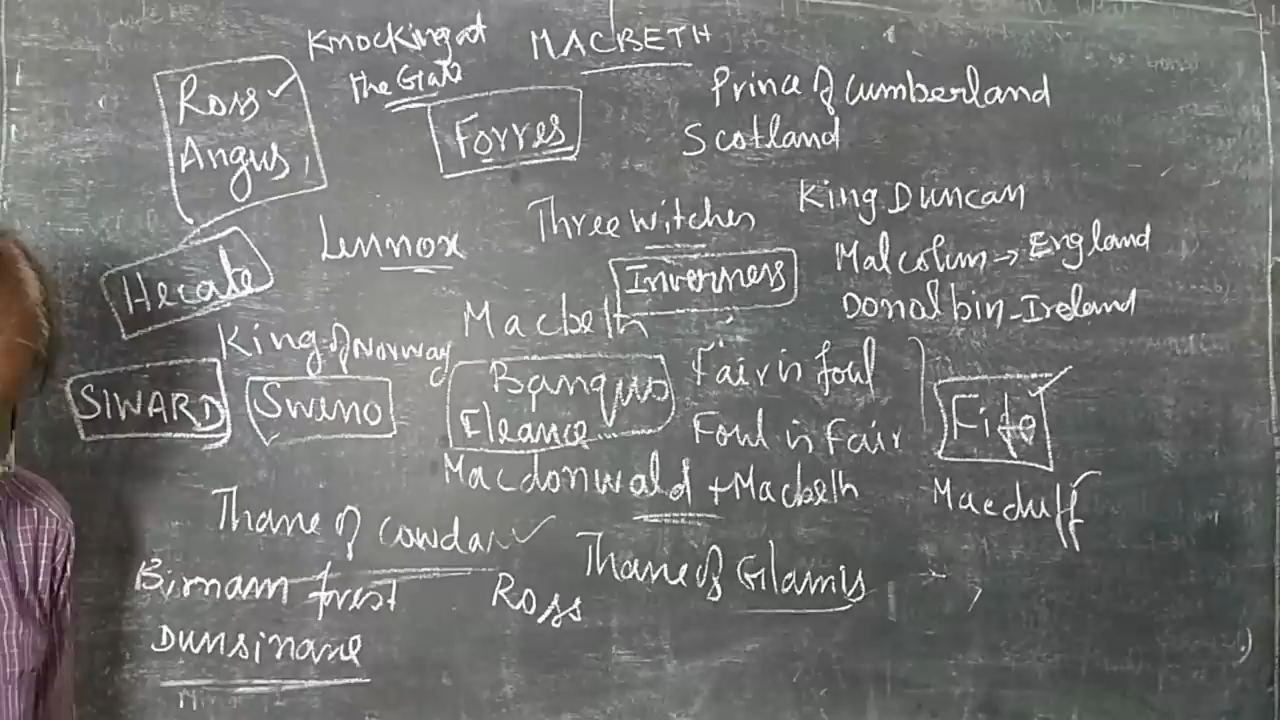 Knocking at
the Gate
MACBETH
Ross
Angus,
Forres
Prince of Cumberland
Scotland
Three witches
King Duncan
Lennox
Hecate
Inverness
Malcolum → England
Donalbin - Ireland
Macbeth
King of Norway
SIWARD
Sweno
Banquo
Fleance
Fair is foul
Foul is Fair
Fife
Macdonwald + Macbeth
Macduff
Thane of Cowdar
Thane of Glamis
Birnam forest
Ross
Dunsinane